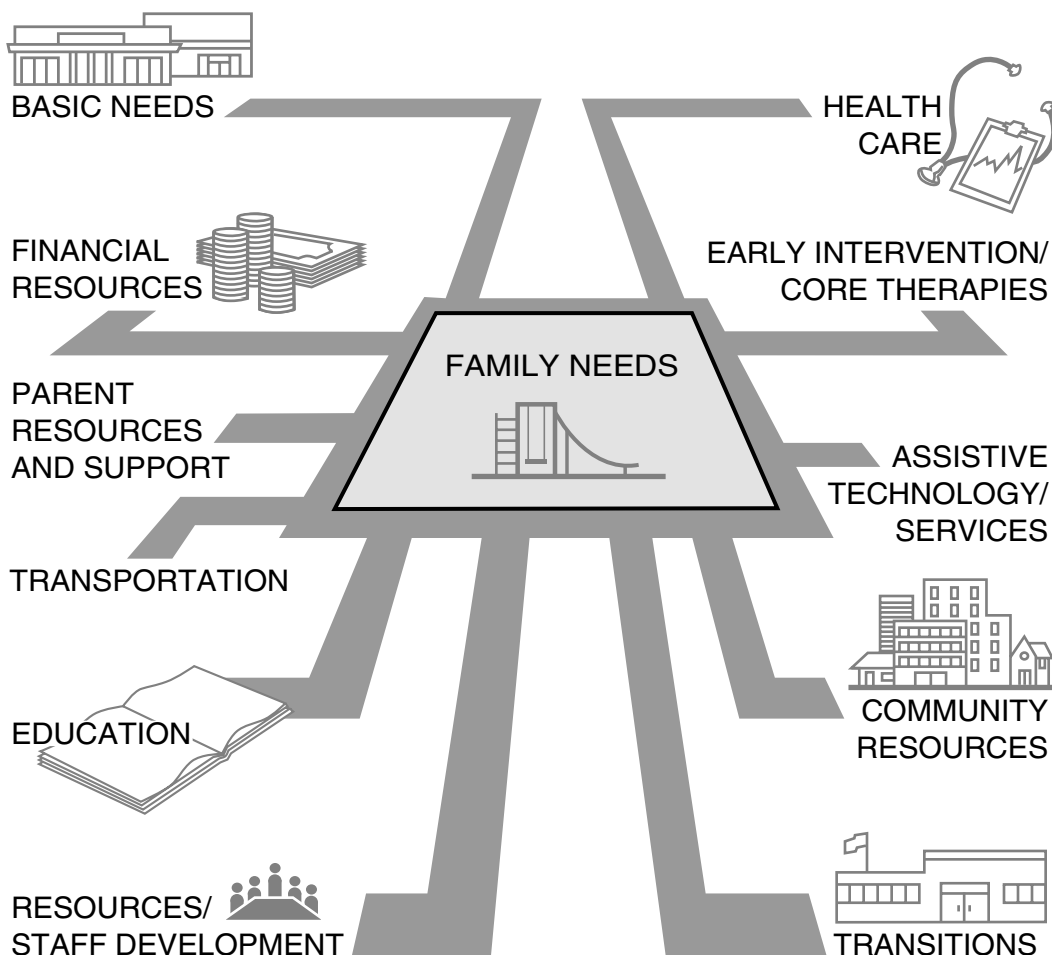 BASIC NEEDS
HEALTH
CARE
FINANCIAL
RESOURCES
EARLY INTERVENTION/
CORE THERAPIES
FAMILY NEEDS
PARENT
RESOURCES
AND SUPPORT
ASSISTIVE
TECHNOLOGY/
SERVICES
TRANSPORTATION
EDUCATION
COMMUNITY
RESOURCES
RESOURCES/
STAFF DEVELOPMENT
TRANSITIONS